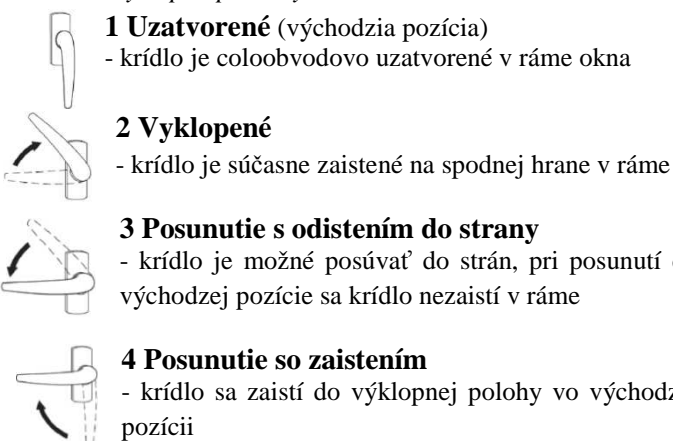 1 Uzatvorené (východzia pozícia)
- krídlo je coloobvodovo uzatvorené v ráme okna
2 Vyklopené
- krídlo je súčasne zaistené na spodnej hrane v ráme
3 Posunutie s odistením do strany
- krídlo je možné posúvať do strán, pri posunutí
východzej pozície sa krídlo nezaistí v ráme
4 Posunutie so zaistením
- krídlo sa zaistí do výklopnej polohy vo východz
pozícii